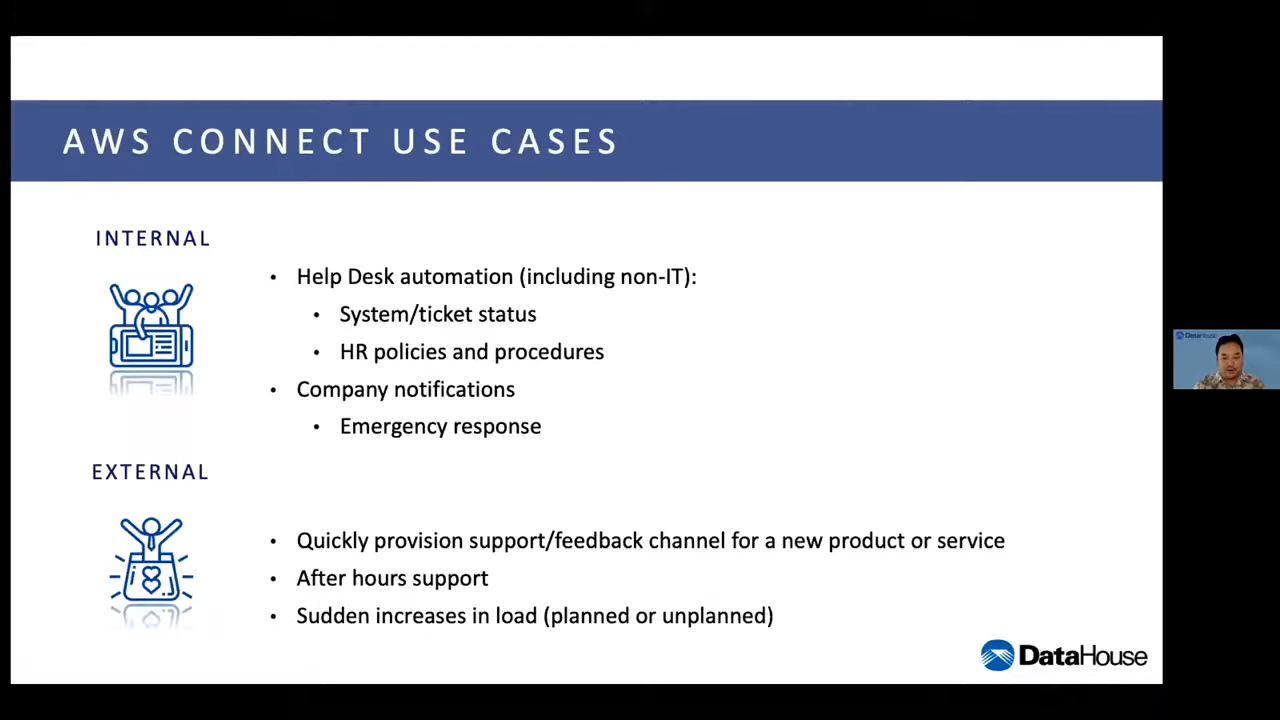 AWS CONNECT USE CASES
INTERNAL
• Help Desk automation (including non-IT):
• System/ticket status
• HR policies and procedures
• Company notifications
• Emergency response
EXTERNAL
• Quickly provision support/feedback channel for a new product or service
• After hours support
• Sudden increases in load (planned or unplanned)
DataHouse
DataHouse